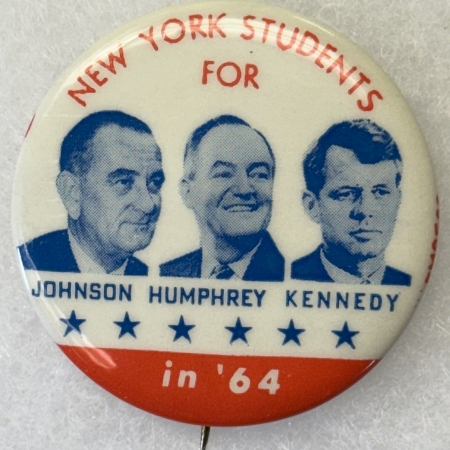 NEW YORK STUDENTS
FOR
JOHNSON HUMPHREY KENNEDY
in '64